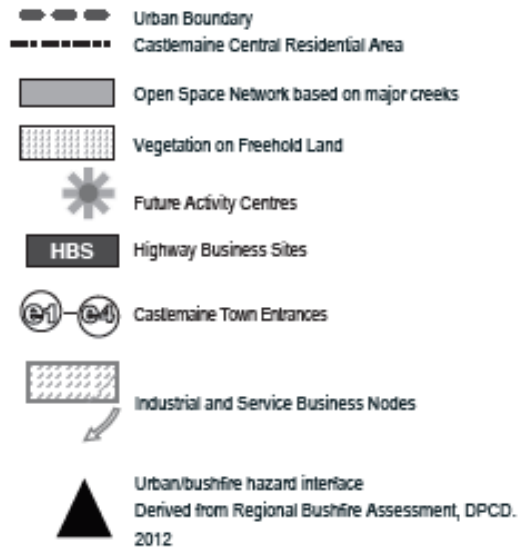 Urban Boundary
Castlemaine Central Residential Area
Open Space Network based on major creeks
Vegetation on Freehold Land
Future Activity Centres
HBS Highway Business Sites
e1-e4 Castlemaine Town Entrances
Industrial and Service Business Nodes
Urban/bushfire hazard interface
Derived from Regional Bushfire Assessment, DPCD.
2012